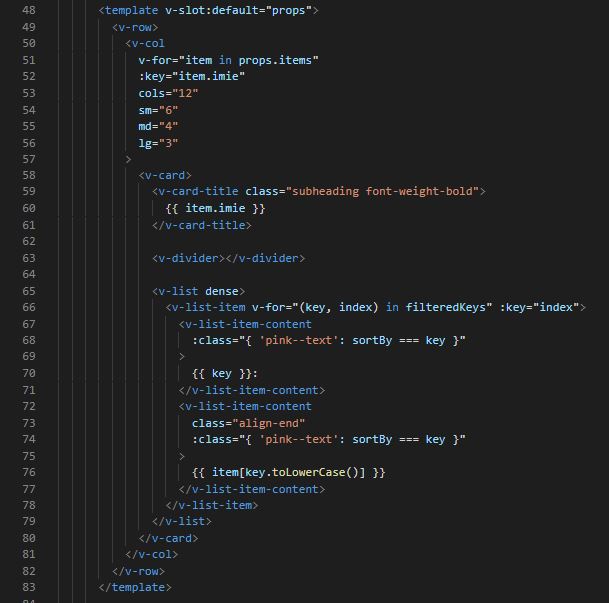 48 <template v-slot:default="props">
49 <v-row>
50 <v-col
51 v-for="item in props.items"
52 :key="item.imie"
53 cols="12"
54 sm="6"
55 md="4"
56 lg="3"
57 >
58 <v-card>
59 <v-card-title class="subheading font-weight-bold">
60 {{ item.imie }}
61 </v-card-title>
62
63 <v-divider></v-divider>
64
65 <v-list dense>
66 <v-list-item v-for="(key, index) in filteredKeys" :key="index">
67 <v-list-item-content
68 :class="{ 'pink--text': sortBy === key }"
69 >
70 {{ key }}:
71 </v-list-item-content>
72 <v-list-item-content
73 class="align-end"
74 :class="{ 'pink--text': sortBy === key }"
75 >
76 {{ item[key.toLowerCase()] }}
77 </v-list-item-content>
78 </v-list-item>
79 </v-list>
80 </v-card>
81 </v-col>
82 </v-row>
83 </template>